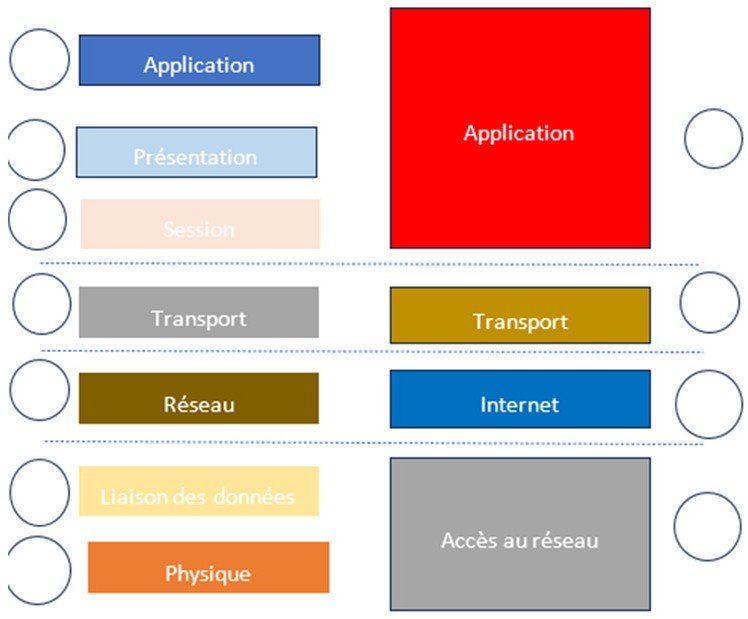 Application
Présentation
Session
Transport
Réseau
Liaison des données
Physique
Application
Transport
Internet
Accès au réseau